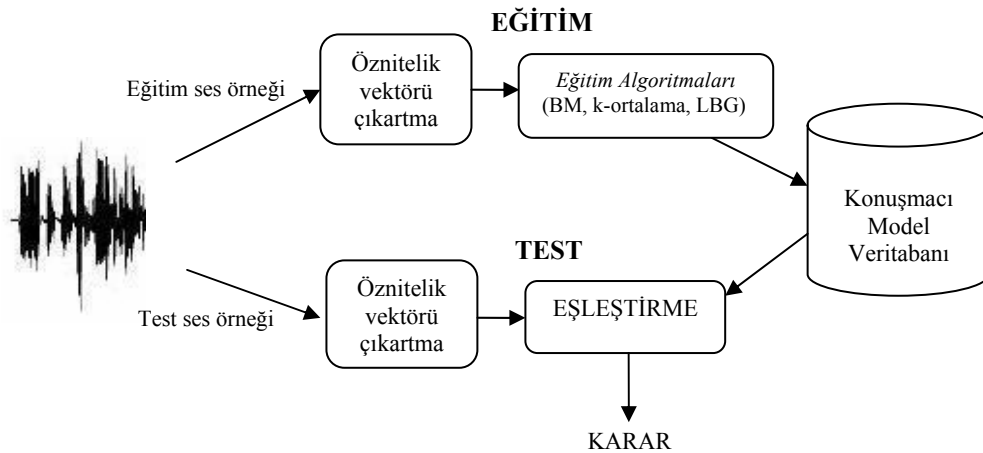 EĞİTİM
Eğitim ses örneği
Öznitelik
vektörü
çıkartma
Eğitim Algoritmaları
(BM, k-ortalama, LBG)
Konuşmacı
Model
Veritabanı
TEST
Test ses örneği
Öznitelik
vektörü
çıkartma
EŞLEŞTİRME
KARAR